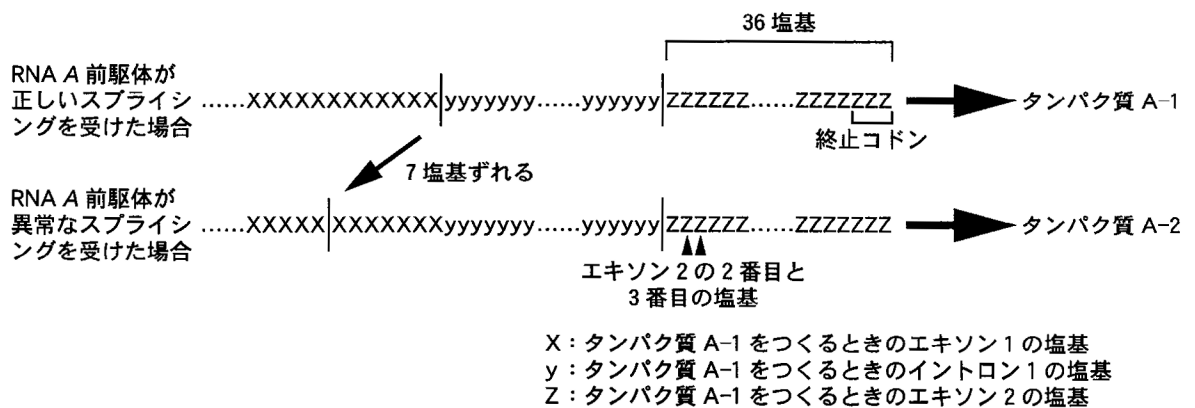 36 塩基
RNA A 前駆体が
正しいスプライシ
ングを受けた場合
……XXXXXXXXXXXXX|yyyyyyy……yyyyyy|ZZZZZZ……ZZZZZZZ
タンパク質 A-1
終止コドン
7 塩基ずれる
RNA A 前駆体が
異常なスプライシ
ングを受けた場合
……XXXXX|XXXXXXXyyyyyyy……yyyyyy|ZZZZZZ……ZZZZZZZ
タンパク質 A-2
エキソン 2 の 2 番目と
3 番目の塩基
X:タンパク質 A-1 をつくるときのエキソン 1 の塩基
y:タンパク質 A-1 をつくるときのイントロン 1 の塩基
Z:タンパク質 A-1 をつくるときのエキソン 2 の塩基